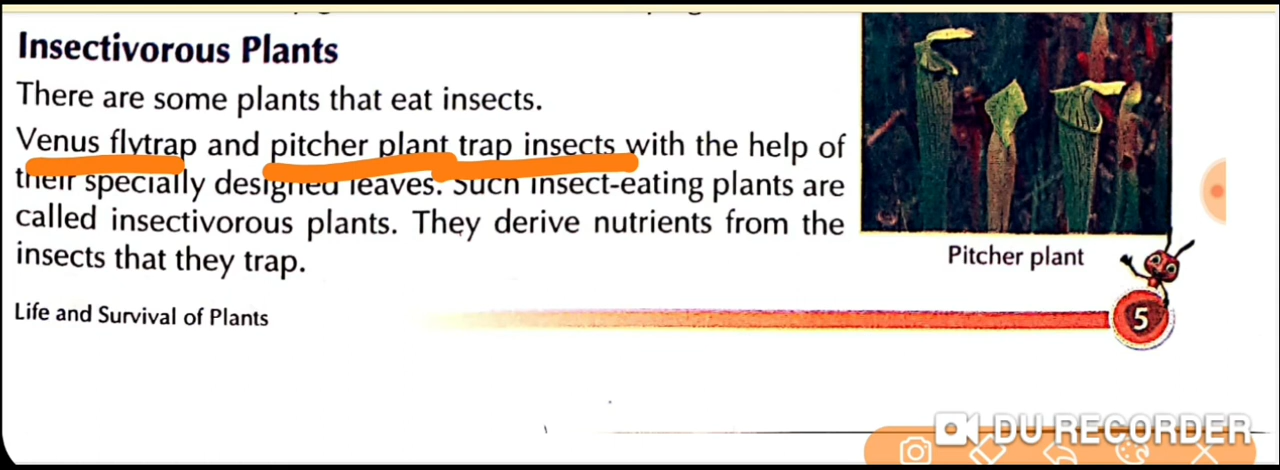 Insectivorous Plants
There are some plants that eat insects.
Venus flytrap and pitcher plant trap insects with the help of
their specially designed leaves. Such insect-eating plants are
called insectivorous plants. They derive nutrients from the
insects that they trap.
Pitcher plant
Life and Survival of Plants
5
DU RECORDER